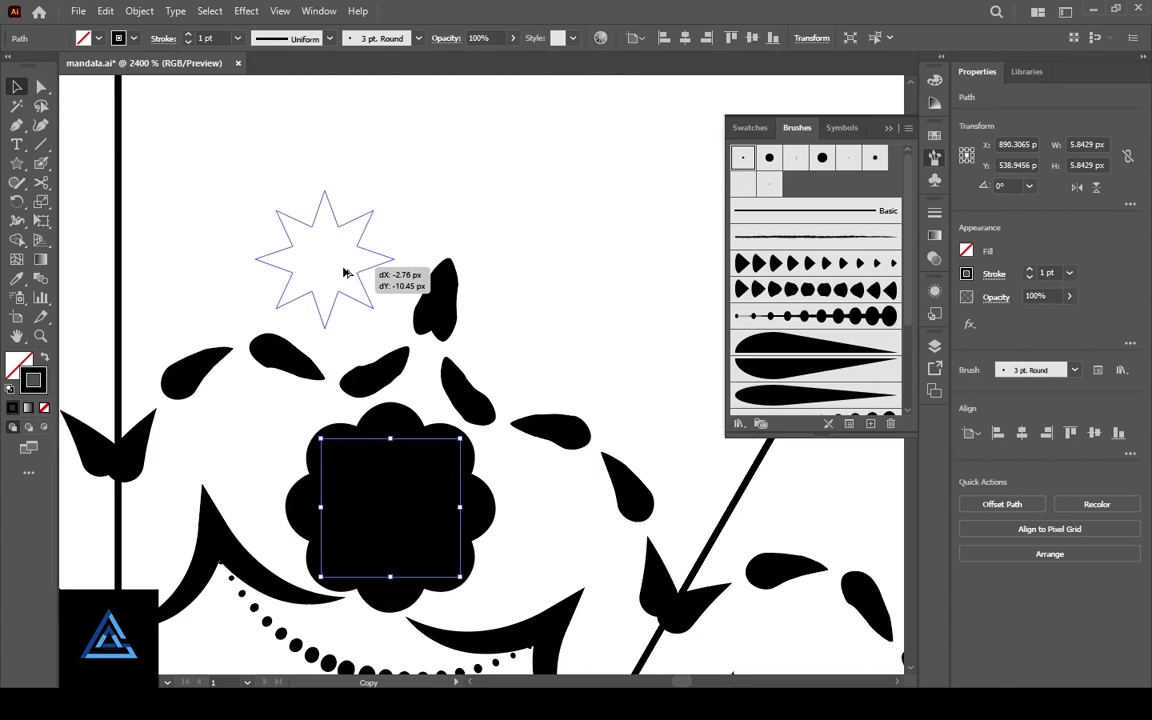 Ai File Edit Object Type Select Effect View Window Help
Path Stroke: 1 pt Uniform 3 pt. Round Opacity: 100% Style: Transform
mandala.ai* @ 2400 % (RGB/Preview)
Properties Libraries
Path
Transform
X: 890.3065 p W: 5.8429 px
Y: 538.9456 p H: 5.8429 px
0°
Appearance
Fill
Stroke 1 pt
Opacity 100%
fx
Brush 3 pt. Round
Align
Quick Actions
Offset Path Recolor
Align to Pixel Grid
Arrange
Swatches Brushes Symbols
Basic
dX: -2.76 px
dY: -10.45 px
1 Copy